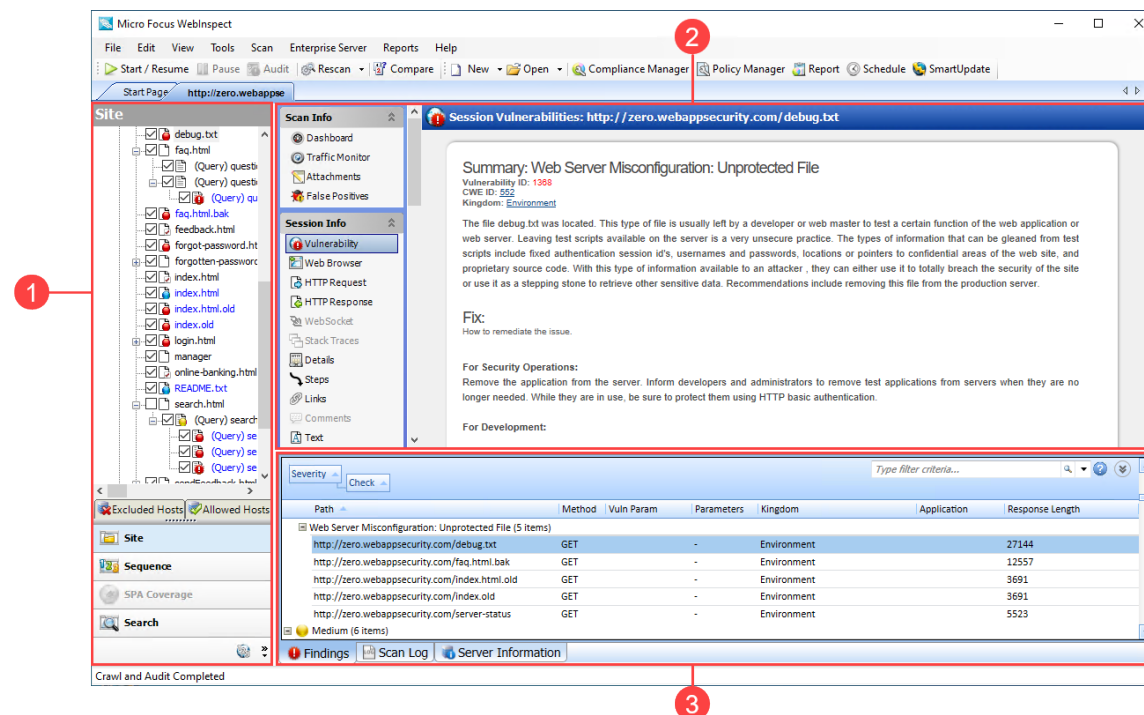 Micro Focus WebInspect
File Edit View Tools Scan Enterprise Server Reports Help
2
Start / Resume Pause Audit Rescan Compare New Open Compliance Manager Policy Manager Report Schedule SmartUpdate
Start Page http://zero.webappse
Site
debug.txt
faq.html
(Query) questi
(Query) questi
(Query) qu
faq.html.bak
feedback.html
forgot-password.ht
forgotten-password
index.html
index.html
index.html.old
index.old
login.html
manager
online-banking.html
README.txt
search.html
(Query) search
(Query) se
(Query) se
(Query) se
sendFeedback.html
1
Excluded Hosts Allowed Hosts
Site
Sequence
SPA Coverage
Search
Scan Info
Dashboard
Traffic Monitor
Attachments
False Positives
Session Info
Vulnerability
Web Browser
HTTP Request
HTTP Response
WebSocket
Stack Traces
Details
Steps
Links
Comments
Text
Session Vulnerabilities: http://zero.webappsecurity.com/debug.txt
Summary: Web Server Misconfiguration: Unprotected File
Vulnerability ID: 1368
CWE ID: 552
Kingdom: Environment
The file debug.txt was located. This type of file is usually left by a developer or web master to test a certain function of the web application or
web server. Leaving test scripts available on the server is a very unsecure practice. The types of information that can be gleaned from test
scripts include fixed authentication session id's, usernames and passwords, locations or pointers to confidential areas of the web site, and
proprietary source code. With this type of information available to an attacker , they can either use it to totally breach the security of the site
or use it as a stepping stone to retrieve other sensitive data. Recommendations include removing this file from the production server.
Fix:
How to remediate the issue.
For Security Operations:
Remove the application from the server. Inform developers and administrators to remove test applications from servers when they are no
longer needed. While they are in use, be sure to protect them using HTTP basic authentication.
For Development:
Severity
Check
Type filter criteria...
Path Method Vuln Param Parameters Kingdom Application Response Length
Web Server Misconfiguration: Unprotected File (5 items)
http://zero.webappsecurity.com/debug.txt GET - Environment 27144
http://zero.webappsecurity.com/faq.html.bak GET - Environment 12557
http://zero.webappsecurity.com/index.html.old GET - Environment 3691
http://zero.webappsecurity.com/index.old GET - Environment 3691
http://zero.webappsecurity.com/server-status GET - Environment 5523
Medium (6 items)
Findings Scan Log Server Information
Crawl and Audit Completed
3